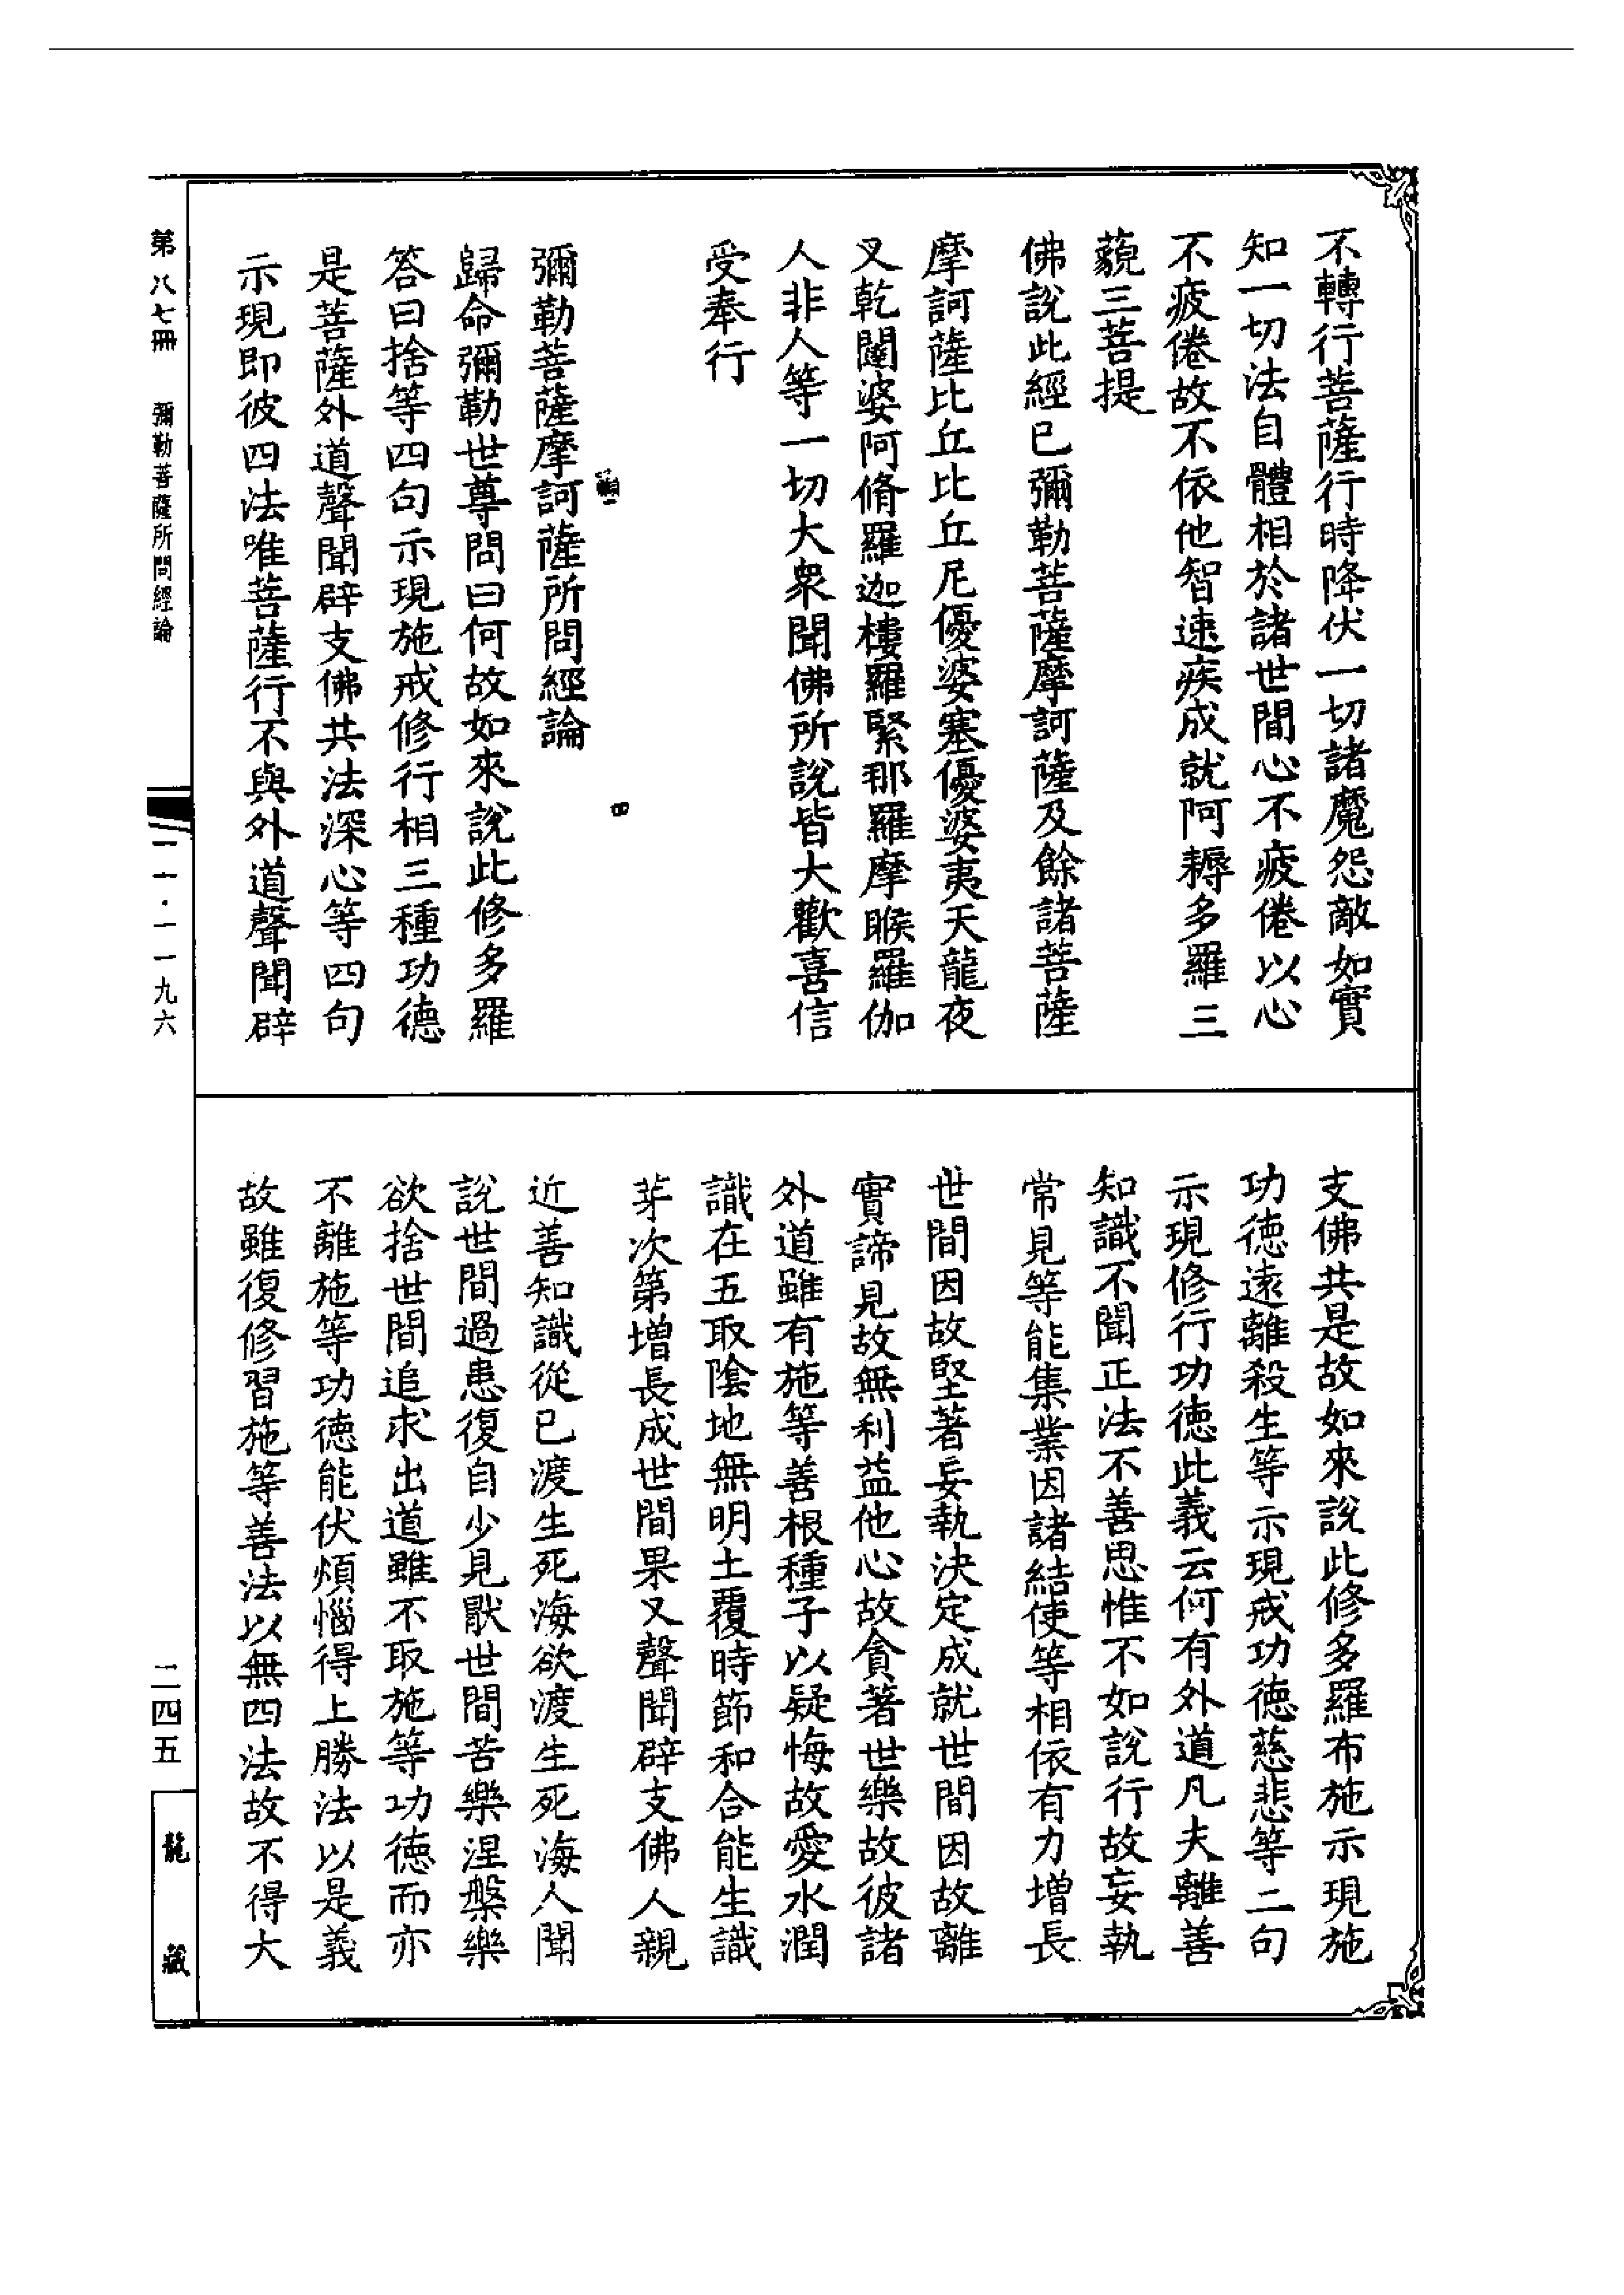 不轉行菩薩行時降伏一切諸魔怨敵如實
知一切法自體相於諸世間心不疲倦以心
不疲倦故不依他智速疾成就阿耨多羅三
藐三菩提
佛說此經已彌勒菩薩摩訶薩及餘諸菩薩
摩訶薩比丘比丘尼優婆塞優婆夷天龍夜
叉乾闥婆阿脩羅迦樓羅緊那羅摩睺羅伽
人非人等一切大眾聞佛所說皆大歡喜信
受奉行
四
彌勒菩薩摩訶薩所問經論
歸命彌勒世尊問曰何故如來說此修多羅
答曰捨等四句示現施戒修行相三種功德
是菩薩外道聲聞辟支佛共法深心等四句
示現即彼四法唯菩薩行不與外道聲聞辟
支佛共是故如來說此修多羅布施示現施
功德遠離殺生等示現戒功德慈悲等二句
示現修行功德此義云何有外道凡夫離善
知識不聞正法不善思惟不如說行故妄執
常見等能集業因諸結使等相依有力增長
世間因故堅著妄執決定成就世間因故離
實諦見故無利益他心故貪著世樂故彼諸
外道雖有施等善根種子以疑悔故愛水潤
識在五取陰地無明土覆時節和合能生識
芽次第增長成世間果又聲聞辟支佛人親
近善知識從已渡生死海欲渡生死海人聞
說世間過患復自少見厭世間苦樂涅槃樂
欲捨世間追求出道雖不取施等功德而亦
不離施等功德能伏煩惱得上勝法以是義
故雖復修習施等善法以無四法故不得大
第八七冊 彌勒菩薩所問經論
一一·一一九六
二四五
龍藏